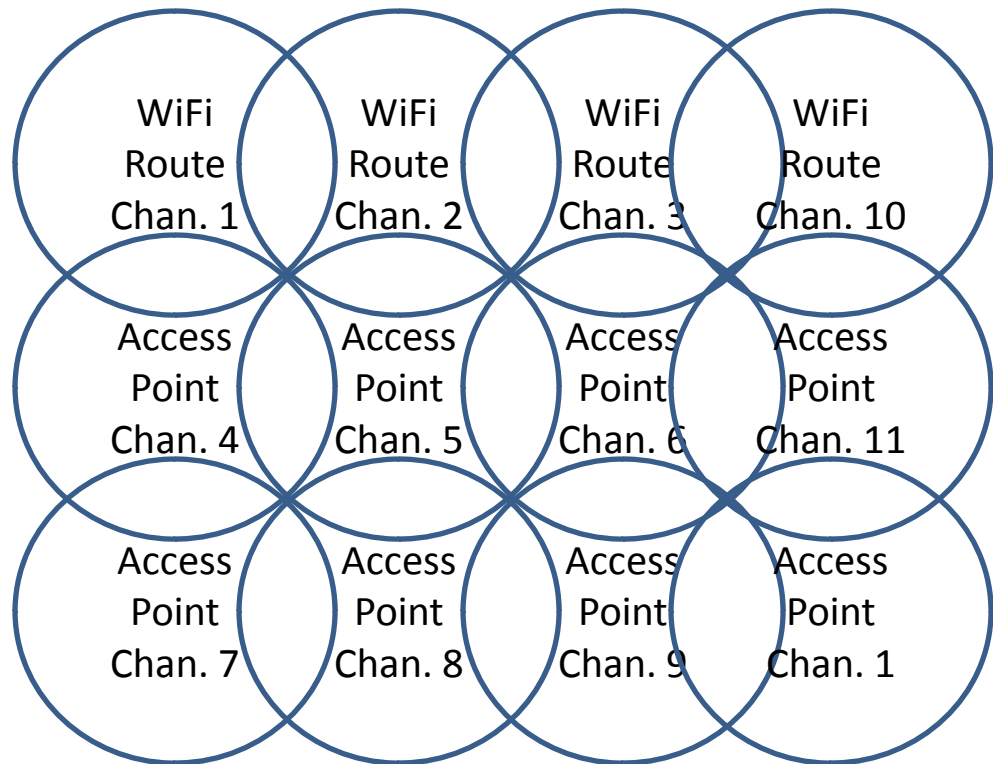 WiFi
Route
Chan. 1
WiFi
Route
Chan. 2
WiFi
Route
Chan. 3
WiFi
Route
Chan. 10
Access
Point
Chan. 4
Access
Point
Chan. 5
Access
Point
Chan. 6
Access
Point
Chan. 11
Access
Point
Chan. 7
Access
Point
Chan. 8
Access
Point
Chan. 9
Access
Point
Chan. 1